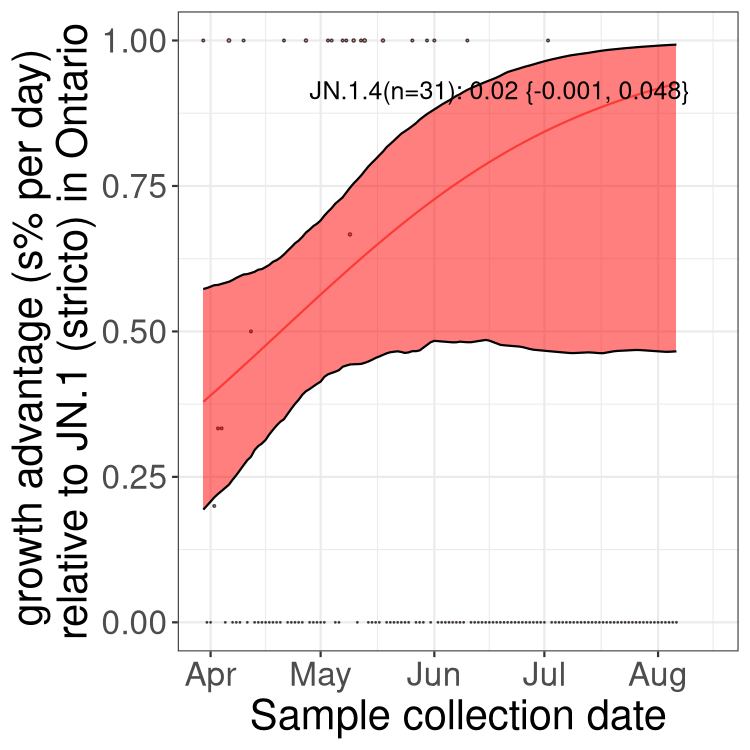 growth advantage (s% per day)
relative to JN.1 (stricto) in Ontario
1.00
0.75
0.50
0.25
0.00
JN.1.4(n=31): 0.02 {-0.001, 0.048}
Apr May Jun Jul Aug
Sample collection date